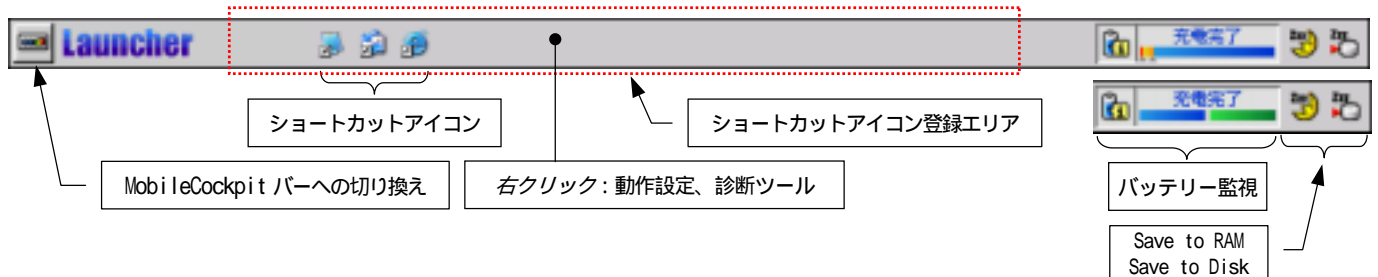 Launcher
充電完了
充電完了
ショートカットアイコン
ショートカットアイコン登録エリア
MobileCockpit バーへの切り換え
右クリック：動作設定、診断ツール
バッテリー監視
Save to RAM
Save to Disk